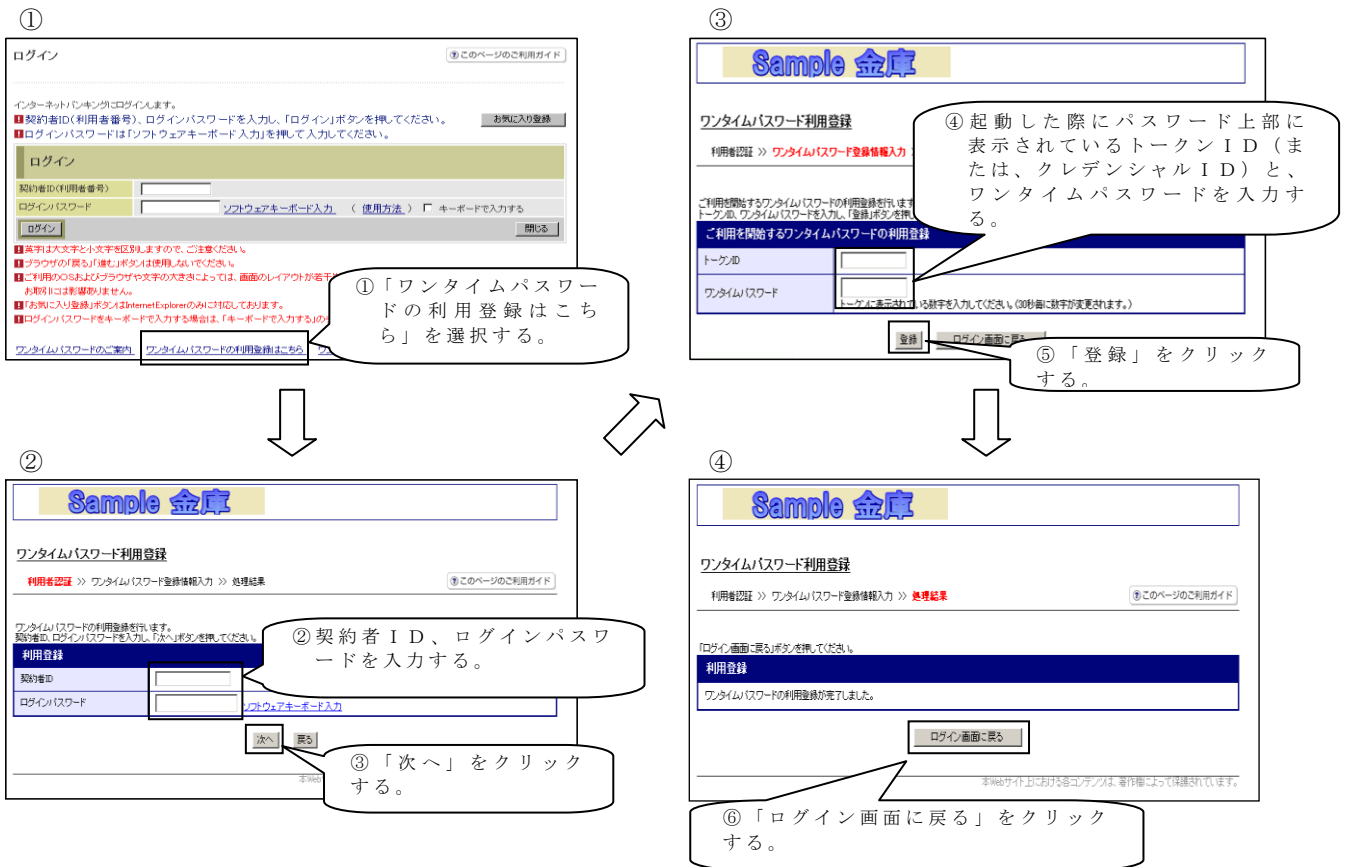 ①
ログイン
このページのご利用ガイド
インターネットバンキングにログインします。
契約者ID(利用者番号)、ログインパスワードを入力し、「ログイン」ボタンを押してください。
お気に入り登録
ログインパスワードは「ソフトウェアキーボード入力」を押して入力してください。
ログイン
契約者ID(利用者番号)
ログインパスワード
ソフトウェアキーボード入力 ( 使用方法 ) キーボードで入力する
ログイン 閉じる
英字は大文字と小文字を区別しますので、ご注意ください。
ブラウザの「戻る」「進む」ボタンは使用しないでください。
ご利用のOSおよびブラウザや文字の大きさによっては、画面のレイアウトが若干
お取引には影響ありません。
「お気に入り登録」ボタンはInternetExplorerのみに対応しております。
ログインパスワードをキーボードで入力する場合は、「キーボードで入力する」の
ワンタイムパスワードのご案内 ワンタイムパスワードの利用登録はこちら
①「ワンタイムパスワー
ドの利用登録はこち
ら」を選択する。
②
Sample 金庫
ワンタイムパスワード利用登録
利用者認証 >> ワンタイムパスワード登録情報入力 >> 処理結果
このページのご利用ガイド
ワンタイムパスワードの利用登録を行います。
契約者ID、ログインパスワードを入力し、「次へ」ボタンを押してください。
利用登録
契約者ID
ログインパスワード
ソフトウェアキーボード入力
次へ 戻る
本Web
②契約者ID、ログインパスワ
ードを入力する。
③「次へ」をクリック
する。
③
Sample 金庫
ワンタイムパスワード利用登録
利用者認証 >> ワンタイムパスワード登録情報入力
ご利用を開始するワンタイムパスワードの利用登録を行います
トークンID、ワンタイムパスワードを入力し、「登録」ボタンを押し
ご利用を開始するワンタイムパスワードの利用登録
トークンID
ワンタイムパスワード
トークンに表示されている数字を入力してください。(30秒毎に数字が変更されます。)
登録 ログイン画面に戻る
④起動した際にパスワード上部に
表示されているトークンID(ま
たは、クレデンシャルID)と、
ワンタイムパスワードを入力す
る。
⑤「登録」をクリック
する。
④
Sample 金庫
ワンタイムパスワード利用登録
利用者認証 >> ワンタイムパスワード登録情報入力 >> 処理結果
このページのご利用ガイド
「ログイン画面に戻る」ボタンを押してください。
利用登録
ワンタイムパスワードの利用登録が完了しました。
ログイン画面に戻る
本Webサイト上における各コンテンツは、著作権によって保護されています。
⑥「ログイン画面に戻る」をクリック
する。